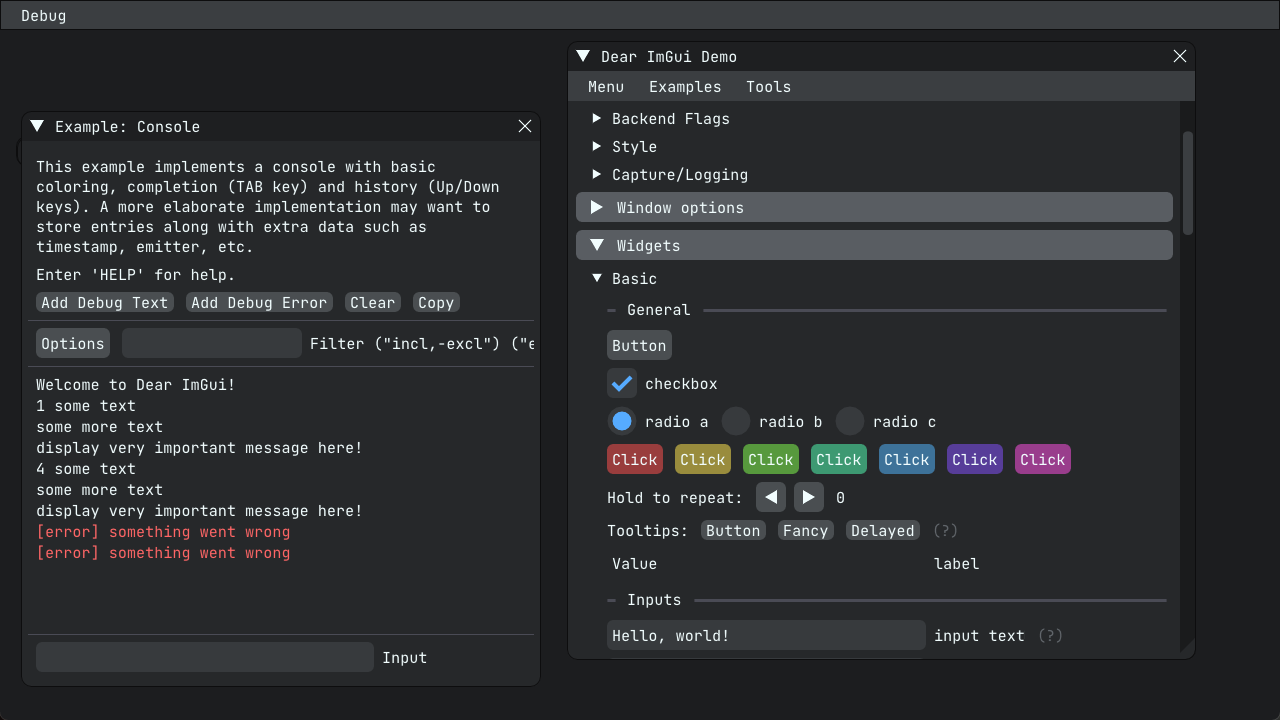 Debug
Example: Console
This example implements a console with basic
coloring, completion (TAB key) and history (Up/Down
keys). A more elaborate implementation may want to
store entries along with extra data such as
timestamp, emitter, etc.
Enter 'HELP' for help.
Add Debug Text Add Debug Error Clear Copy
Options Filter ("incl,-excl") ("e
Welcome to Dear ImGui!
1 some text
some more text
display very important message here!
4 some text
some more text
display very important message here!
[error] something went wrong
[error] something went wrong
Input
Dear ImGui Demo
Menu Examples Tools
Backend Flags
Style
Capture/Logging
Window options
Widgets
Basic
General
Button
checkbox
radio a radio b radio c
Click Click Click Click Click Click Click
Hold to repeat: 0
Tooltips: Button Fancy Delayed (?)
Value label
Inputs
Hello, world! input text (?)